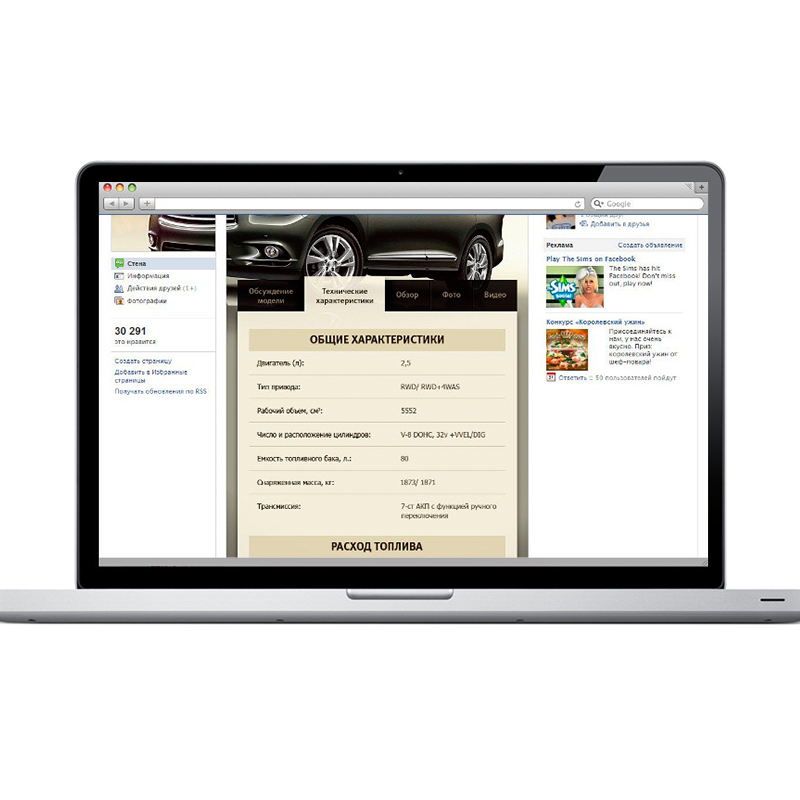 Google
Стена
Информация
Действия друзей (1+)
Фотографии
30 291
это нравится
Создать страницу
Добавить в Избранные
страницы
Получать обновления по RSS
Обсуждение
модели
Технические
характеристики
Обзор
Фото
Видео
ОБЩИЕ ХАРАКТЕРИСТИКИ
Двигатель (л): 2,5
Тип привода: RWD/ RWD+4WAS
Рабочий объем, см³: 5552
Число и расположение цилиндров: V-8 DOHC, 32v +VVEL/DIG
Емкость топливного бака, л.: 80
Снаряженная масса, кг: 1873/ 1871
Трансмиссия: 7-ст АКП с функцией ручного
переключения
РАСХОД ТОПЛИВА
Добавить в друзья
Реклама Создать объявление
Play The Sims on Facebook
SiMS
The Sims has hit
Facebook! Don't miss
out, play now!
Конкурс «Королевский ужин»
Присоединяйтесь к
нам, у нас очень
вкусно. Приз:
королевский ужин от
шеф-повара!
Ответить :: 50 пользователей пойдут